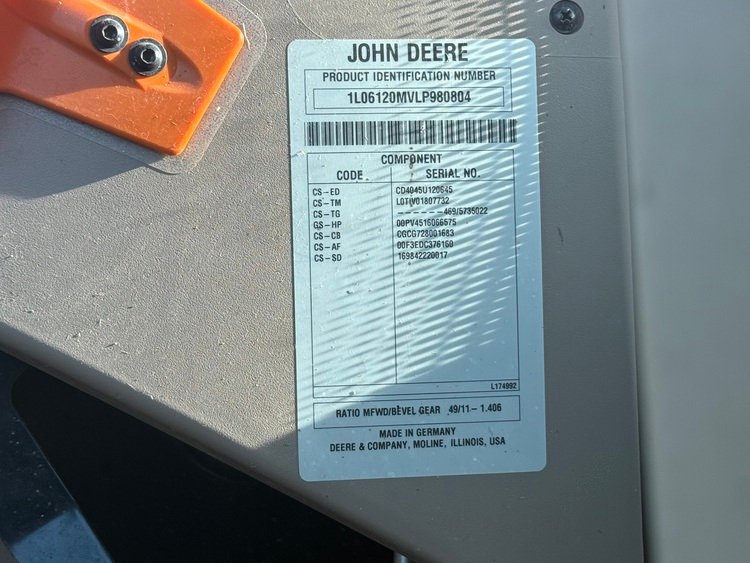 JOHN DEERE
PRODUCT IDENTIFICATION NUMBER
1L06120MVLP980804
COMPONENT
CODE SERIAL NO.
CS-ED CD4045U120645
CS-TM L0TIV01807732
CS-TG -------469/5735022
GS-HP 00PV4516066575
CS-CB CGCG728001683
CS-AF 00F3EDC376160
CS-SD 169842220017
L174992
RATIO MFWD/BEVEL GEAR 49/11-1.406
MADE IN GERMANY
DEERE & COMPANY, MOLINE, ILLINOIS, USA